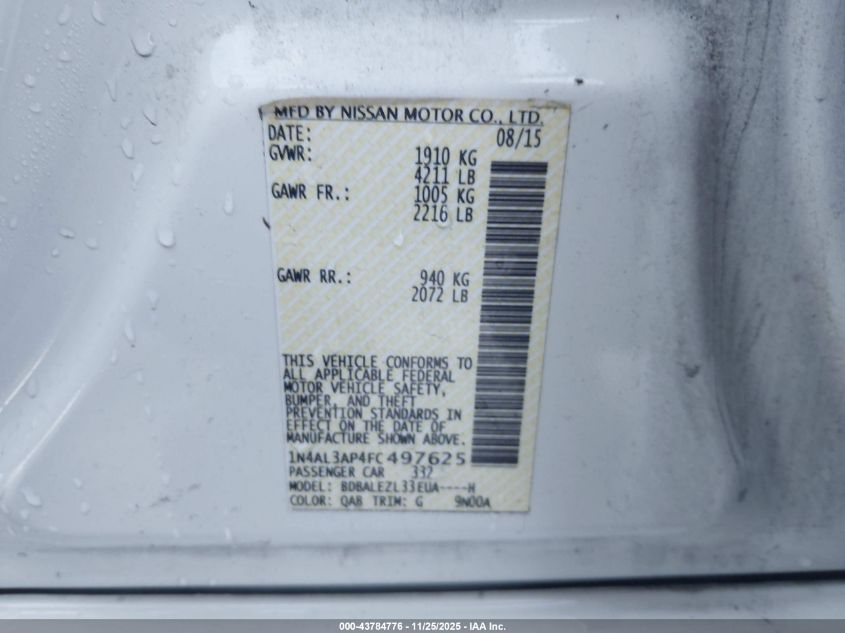 MFD BY NISSAN MOTOR CO., LTD.
DATE: 08/15
GVWR: 1910 KG
4211 LB
GAWR FR.: 1005 KG
2216 LB
GAWR RR.: 940 KG
2072 LB
THIS VEHICLE CONFORMS TO
ALL APPLICABLE FEDERAL
MOTOR VEHICLE SAFETY,
BUMPER, AND THEFT
PREVENTION STANDARDS IN
EFFECT ON THE DATE OF
MANUFACTURE SHOWN ABOVE.
1N4AL3AP4FC497625
PASSENGER CAR 332
MODEL: BDBALEZL33EUA----H
COLOR: QAB TRIM: G 9N00A
000-43784776 - 11/25/2025 - IAA Inc.